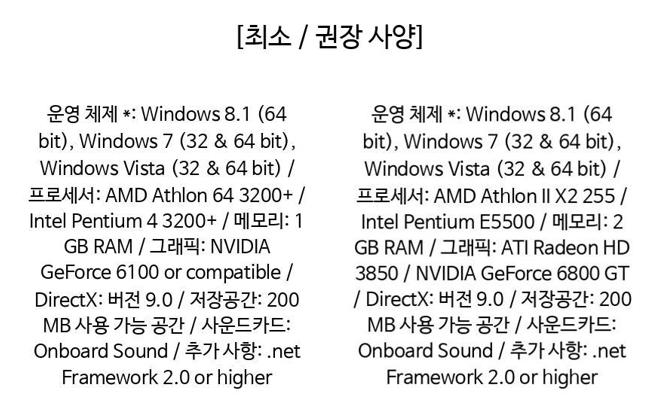 [최소 / 권장 사양]
운영 체제 *: Windows 8.1 (64
bit), Windows 7 (32 & 64 bit),
Windows Vista (32 & 64 bit) /
프로세서: AMD Athlon 64 3200+ /
Intel Pentium 4 3200+ / 메모리: 1
GB RAM / 그래픽: NVIDIA
GeForce 6100 or compatible /
DirectX: 버전 9.0 / 저장공간: 200
MB 사용 가능 공간 / 사운드카드:
Onboard Sound / 추가 사항: .net
Framework 2.0 or higher
운영 체제 *: Windows 8.1 (64
bit), Windows 7 (32 & 64 bit),
Windows Vista (32 & 64 bit) /
프로세서: AMD Athlon II X2 255 /
Intel Pentium E5500 / 메모리: 2
GB RAM / 그래픽: ATI Radeon HD
3850 / NVIDIA GeForce 6800 GT
/ DirectX: 버전 9.0 / 저장공간: 200
MB 사용 가능 공간 / 사운드카드:
Onboard Sound / 추가 사항: .net
Framework 2.0 or higher